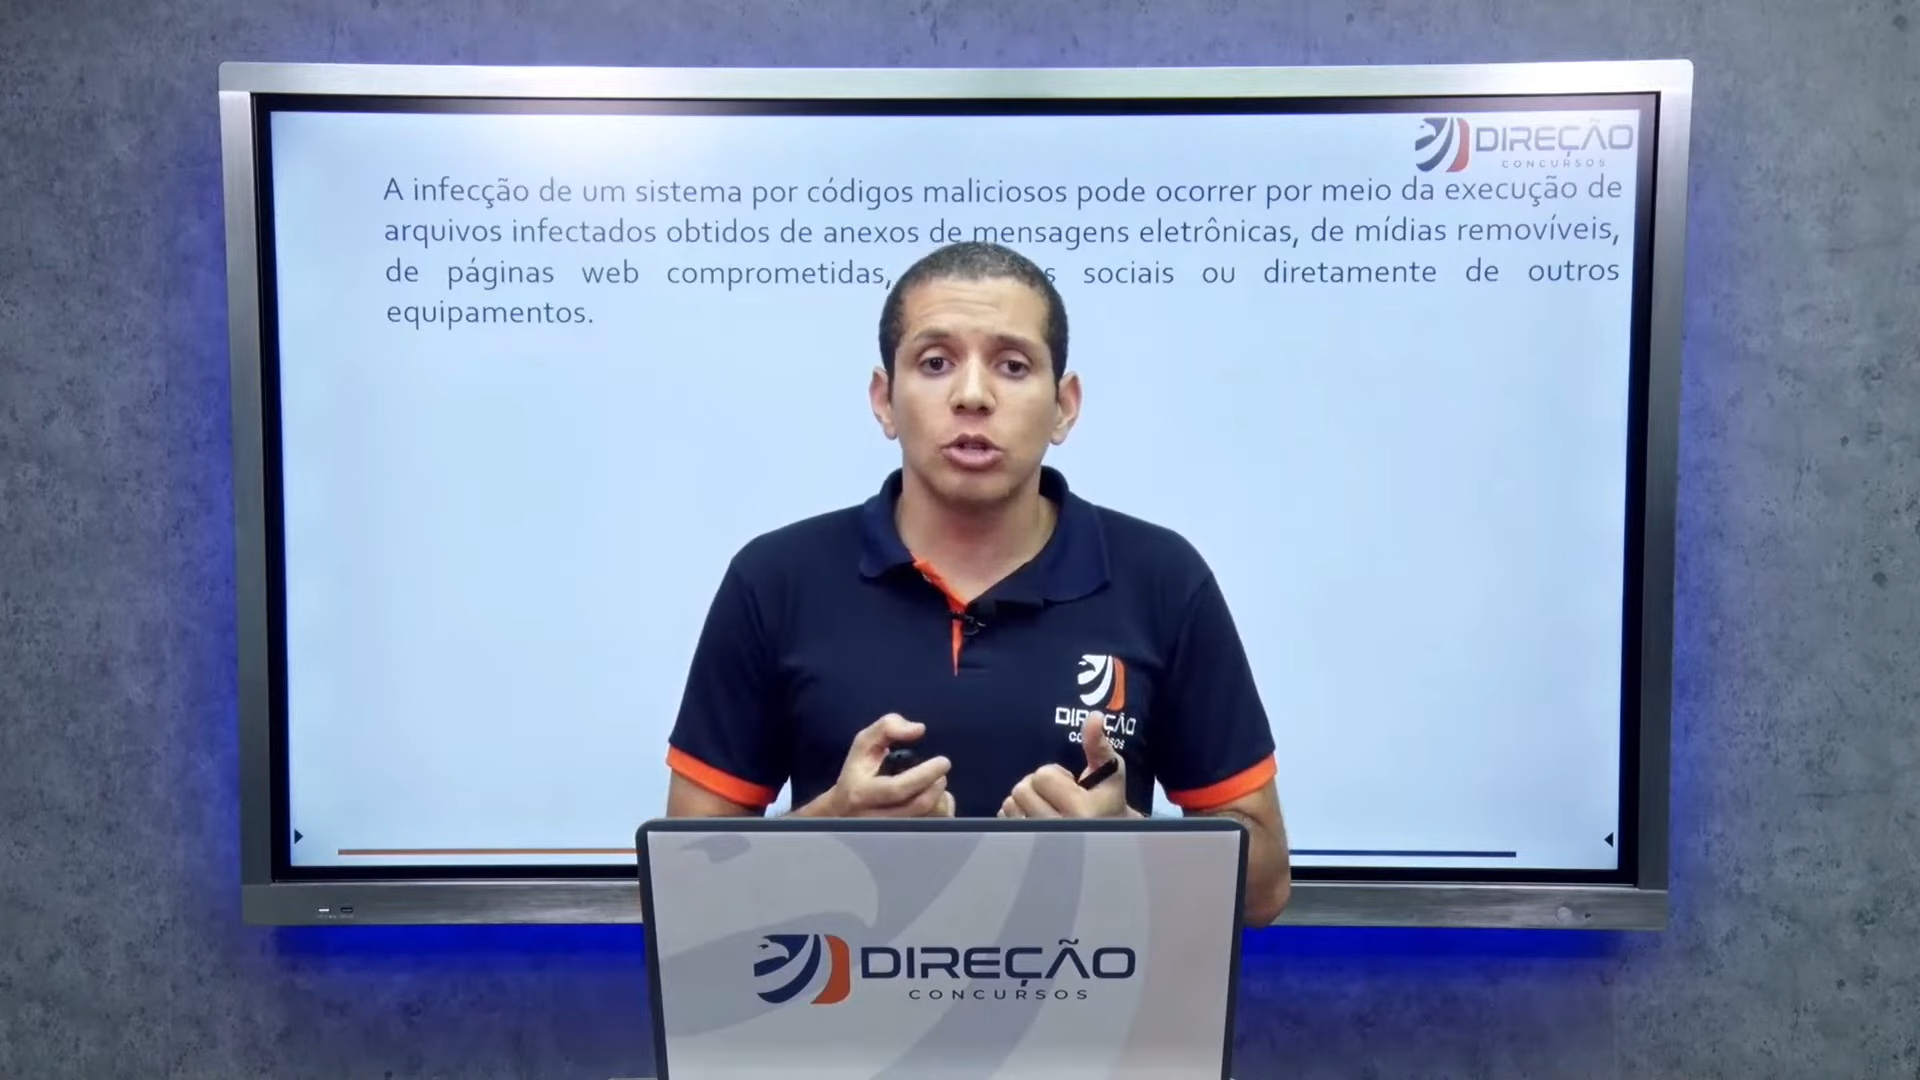 DIREÇÃO
CONCURSOS
A infecção de um sistema por códigos maliciosos pode ocorrer por meio da execução de
arquivos infectados obtidos de anexos de mensagens eletrônicas, de mídias removíveis,
de páginas web comprometidas, sociais ou diretamente de outros
equipamentos.
DIREÇÃO
DIREÇÃO
CONCURSOS